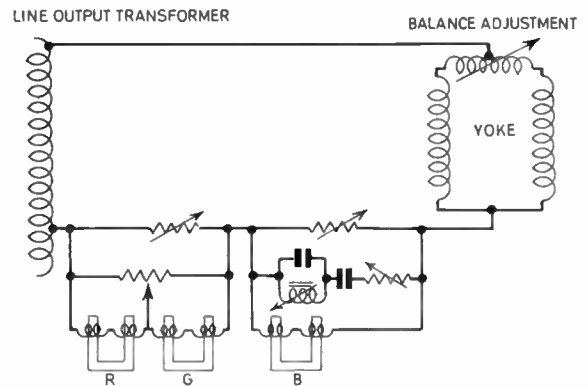 LINE OUTPUT TRANSFORMER
BALANCE ADJUSTMENT
YOKE
R G B